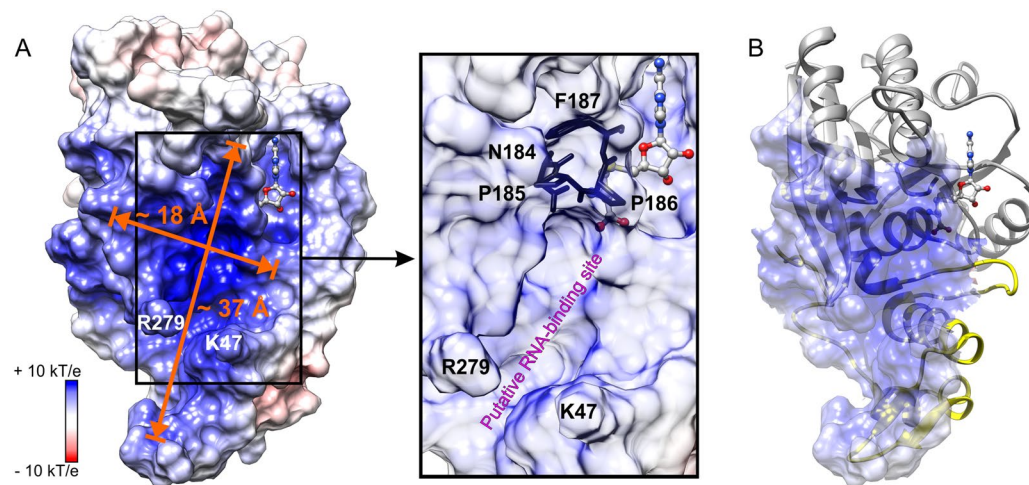 A
~ 18 Å
~ 37 Å
R279
K47
+ 10 kT/e
- 10 kT/e
F187
N184
P185
P186
Putative RNA-binding site
R279
K47
B